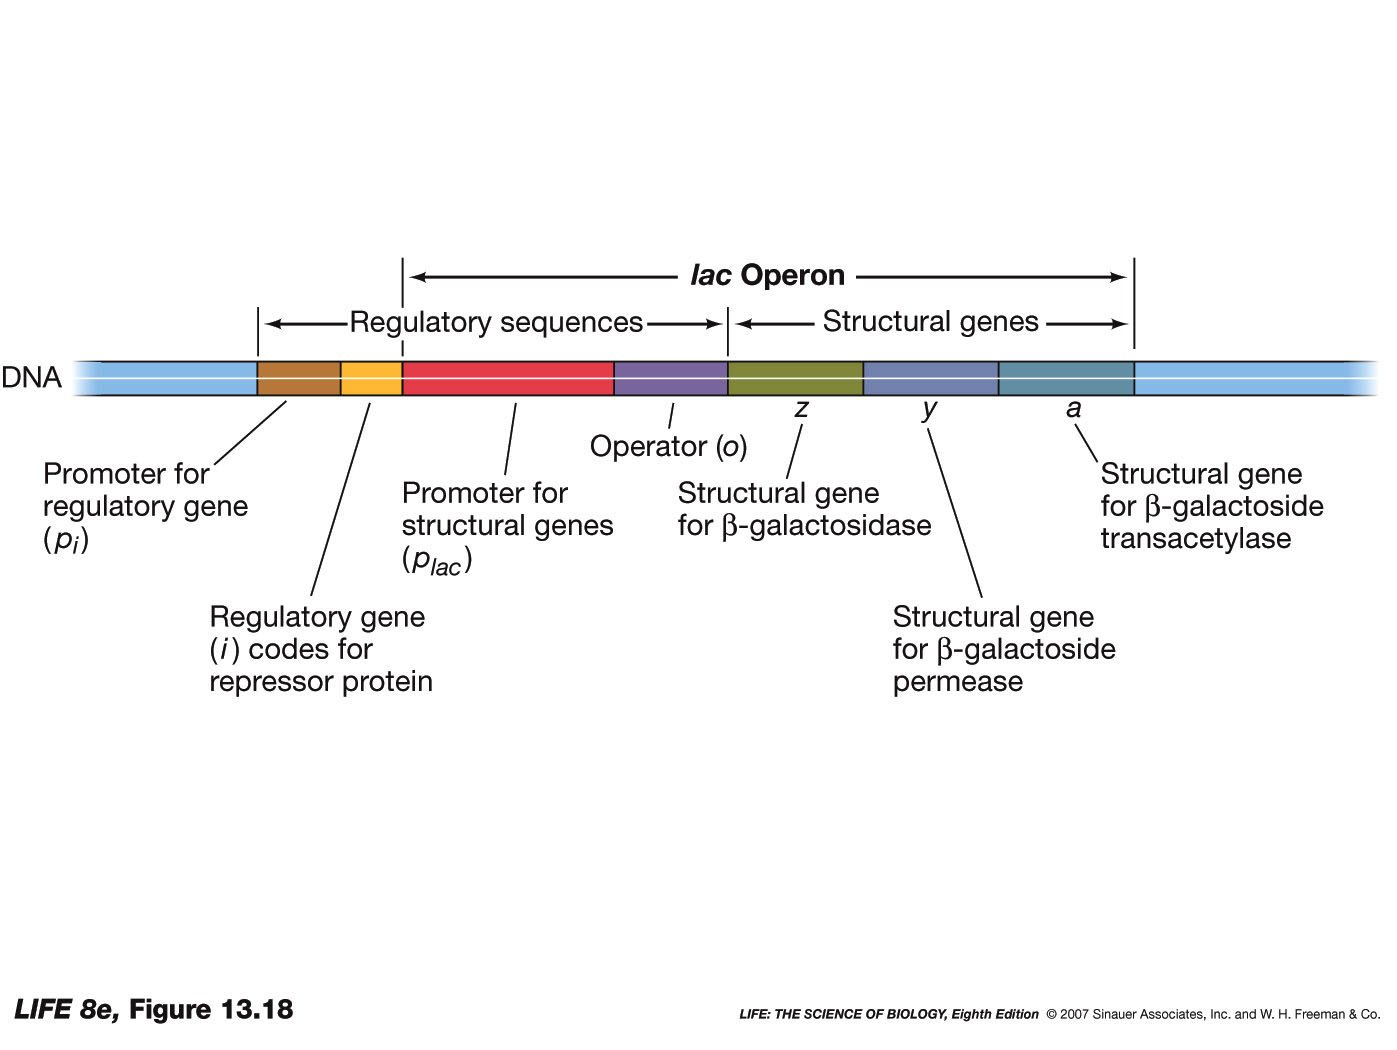 lac Operon
Regulatory sequences
Structural genes
DNA
z
y
a
Operator (o)
Promoter for
regulatory gene
(pi)
Promoter for
structural genes
(plac)
Structural gene
for β-galactosidase
Structural gene
for β-galactoside
transacetylase
Regulatory gene
(i) codes for
repressor protein
Structural gene
for β-galactoside
permease
LIFE 8e, Figure 13.18
LIFE: THE SCIENCE OF BIOLOGY, Eighth Edition © 2007 Sinauer Associates, Inc. and W. H. Freeman & Co.